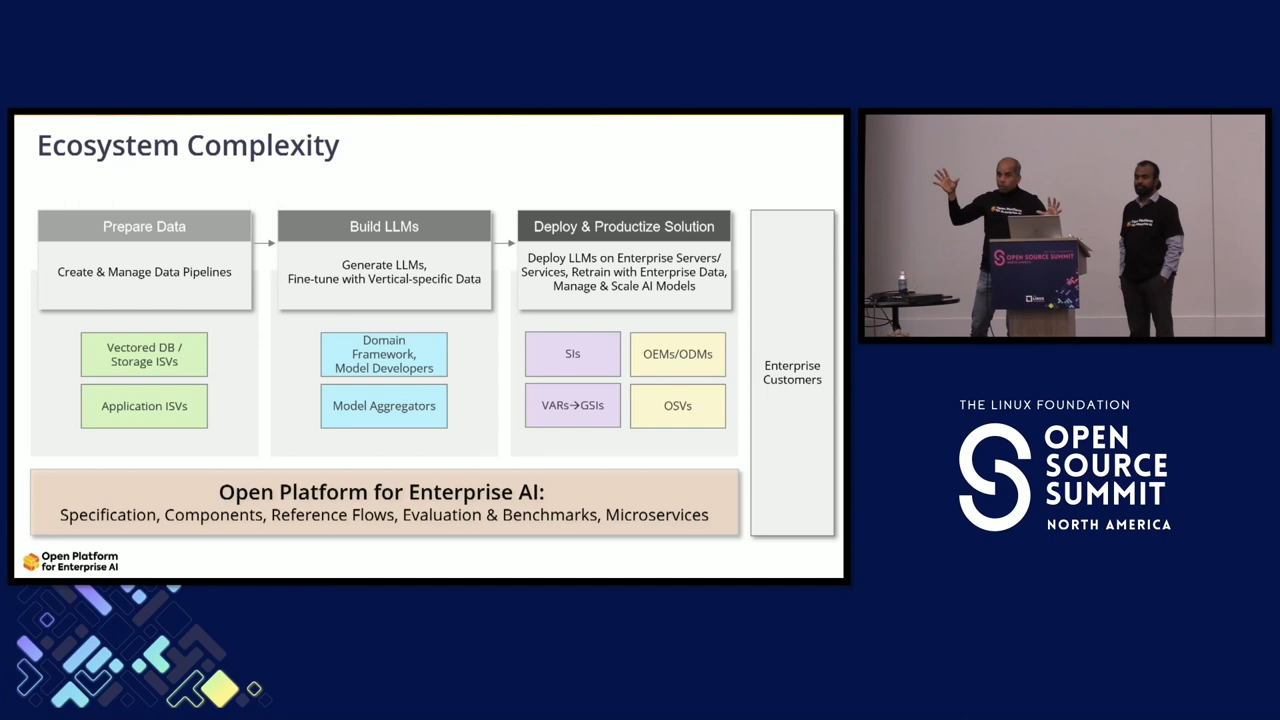 Ecosystem Complexity
Prepare Data
Create & Manage Data Pipelines
Vectored DB /
Storage ISVs
Application ISVs
Build LLMs
Generate LLMs,
Fine-tune with Vertical-specific Data
Domain
Framework,
Model Developers
Model Aggregators
Deploy & Productize Solution
Deploy LLMs on Enterprise Servers/
Services, Retrain with Enterprise Data,
Manage & Scale AI Models
SIs
OEMs/ODMs
VARs→GSIs
OSVs
Enterprise
Customers
Open Platform for Enterprise AI:
Specification, Components, Reference Flows, Evaluation & Benchmarks, Microservices
Open Platform
for Enterprise AI
OPEN SOURCE SUMMIT
THE LINUX FOUNDATION
OPEN
SOURCE
SUMMIT
NORTH AMERICA